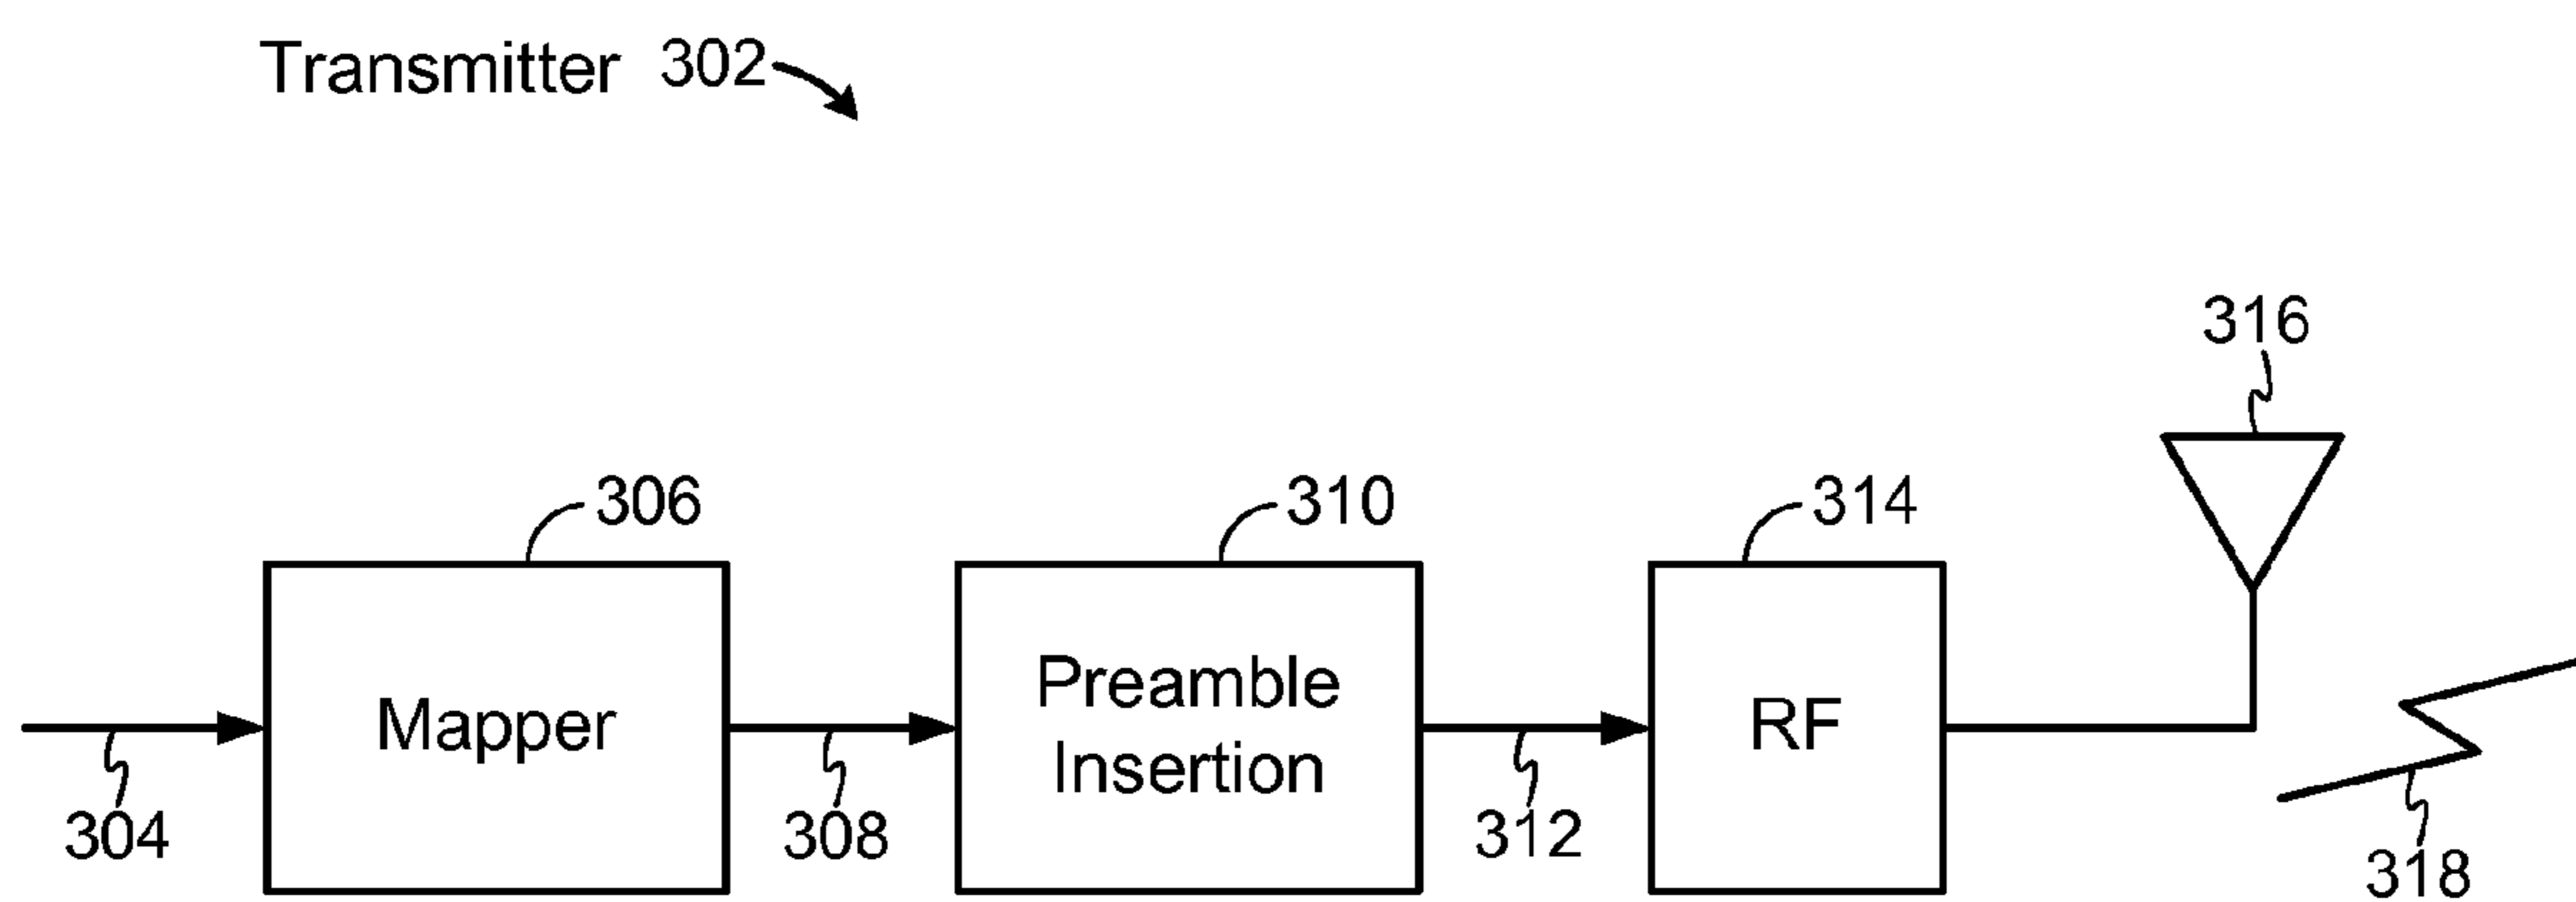 Transmitter 302
316
306
310
314
Mapper
Preamble
Insertion
RF
304
308
312
318